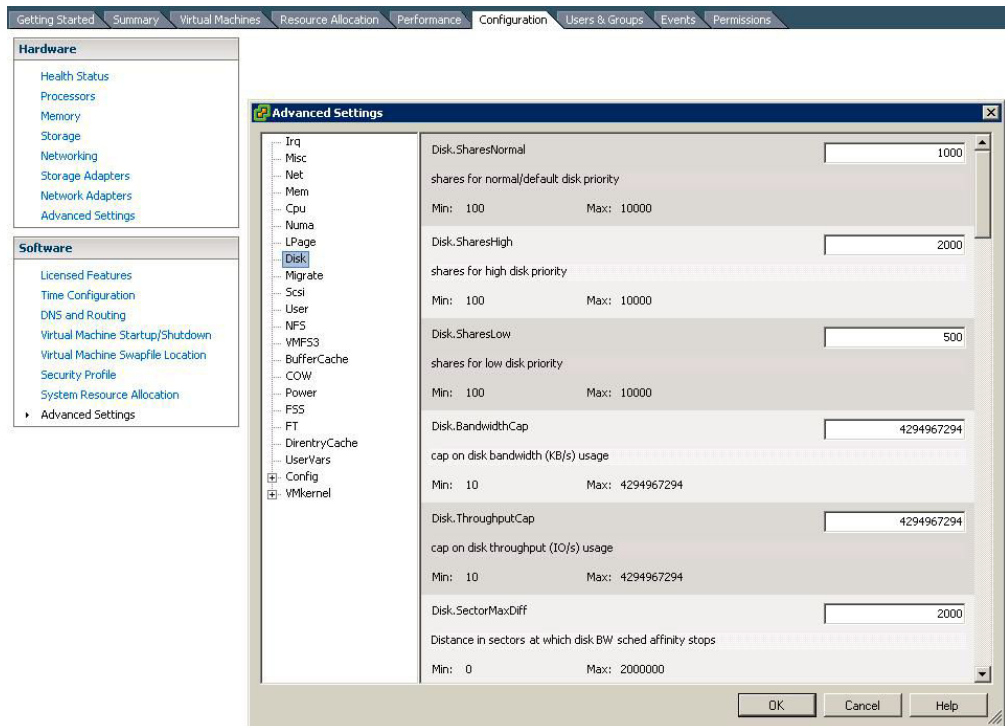 Getting Started Summary Virtual Machines Resource Allocation Performance Configuration Users & Groups Events Permissions
Hardware
Health Status
Processors
Memory
Storage
Networking
Storage Adapters
Network Adapters
Advanced Settings
Software
Licensed Features
Time Configuration
DNS and Routing
Virtual Machine Startup/Shutdown
Virtual Machine Swapfile Location
Security Profile
System Resource Allocation
Advanced Settings
Advanced Settings
Irq
Misc
Net
Mem
Cpu
Numa
LPage
Disk
Migrate
Scsi
User
NFS
VMFS3
BufferCache
COW
Power
FSS
FT
DirentryCache
UserVars
Config
VMkernel
Disk.SharesNormal 1000
shares for normal/default disk priority
Min: 100 Max: 10000
Disk.SharesHigh 2000
shares for high disk priority
Min: 100 Max: 10000
Disk.SharesLow 500
shares for low disk priority
Min: 100 Max: 10000
Disk.BandwidthCap 4294967294
cap on disk bandwidth (KB/s) usage
Min: 10 Max: 4294967294
Disk.ThroughputCap 4294967294
cap on disk throughput (IO/s) usage
Min: 10 Max: 4294967294
Disk.SectorMaxDiff 2000
Distance in sectors at which disk BW sched affinity stops
Min: 0 Max: 2000000
OK Cancel Help